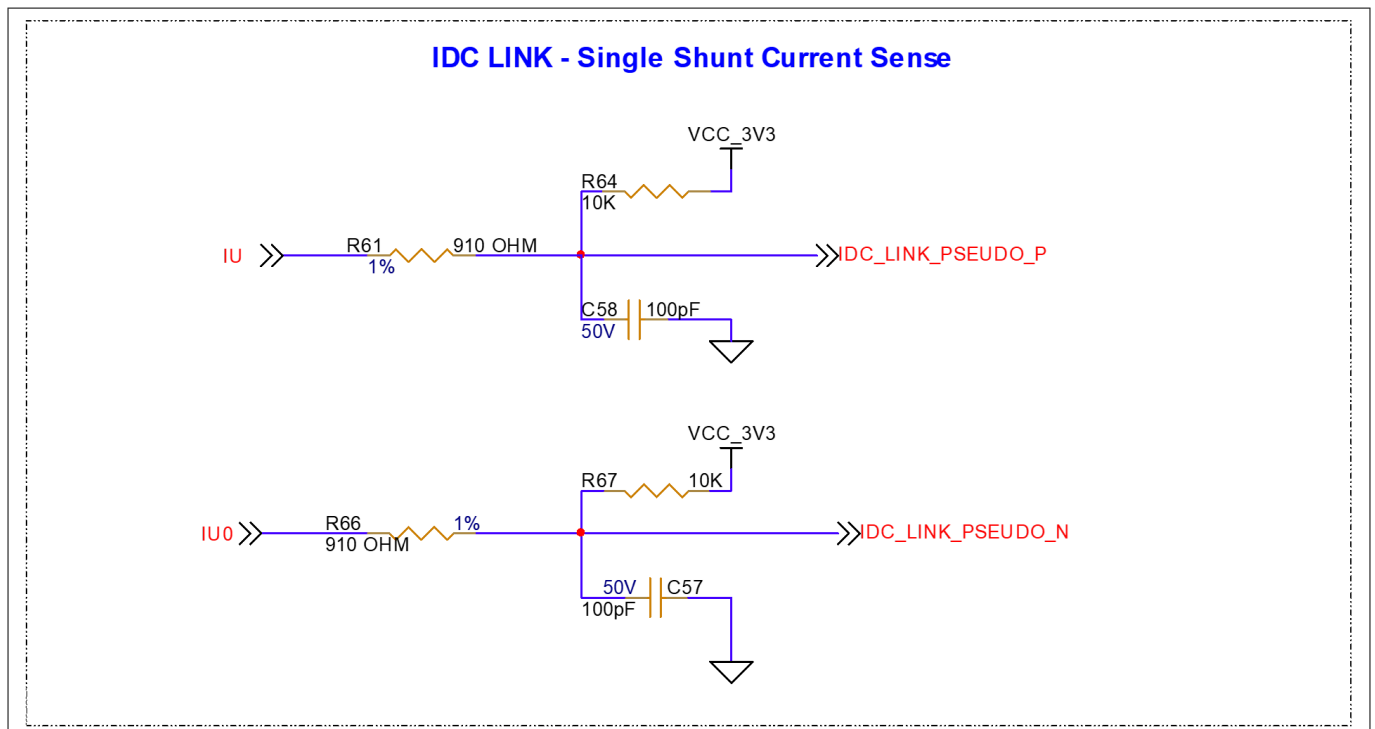 IDC LINK - Single Shunt Current Sense
VCC_3V3
R64
10K
IU
R61
910 OHM
1%
IDC_LINK_PSEUDO_P
C58
100pF
50V
VCC_3V3
R67
10K
IU0
R66
1%
910 OHM
IDC_LINK_PSEUDO_N
50V
C57
100pF